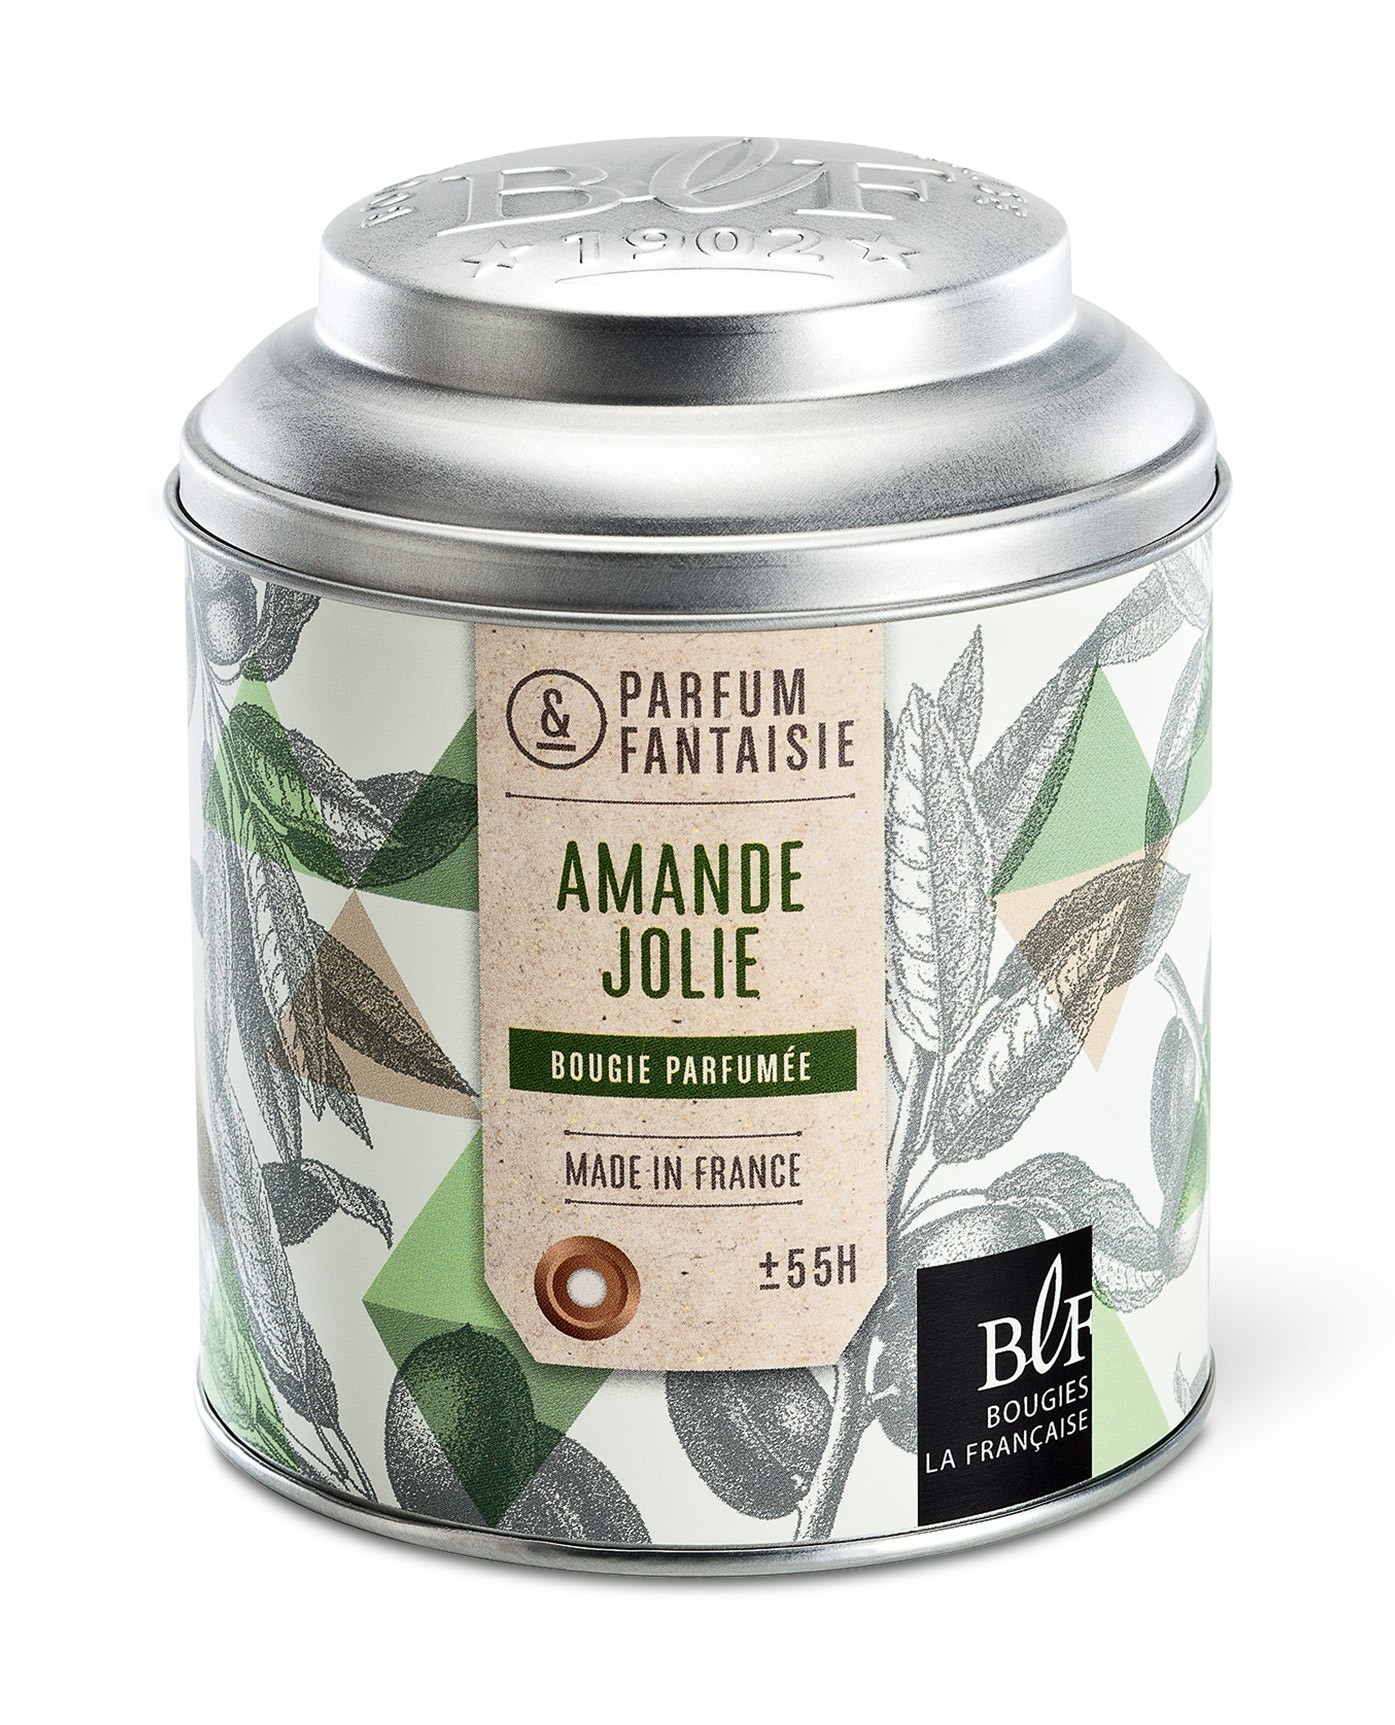 BlF
1902
&
PARFUM
FANTAISIE
AMANDE
JOLIE
BOUGIE PARFUMÉE
MADE IN FRANCE
±55H
BlF
BOUGIES
LA FRANÇAISE